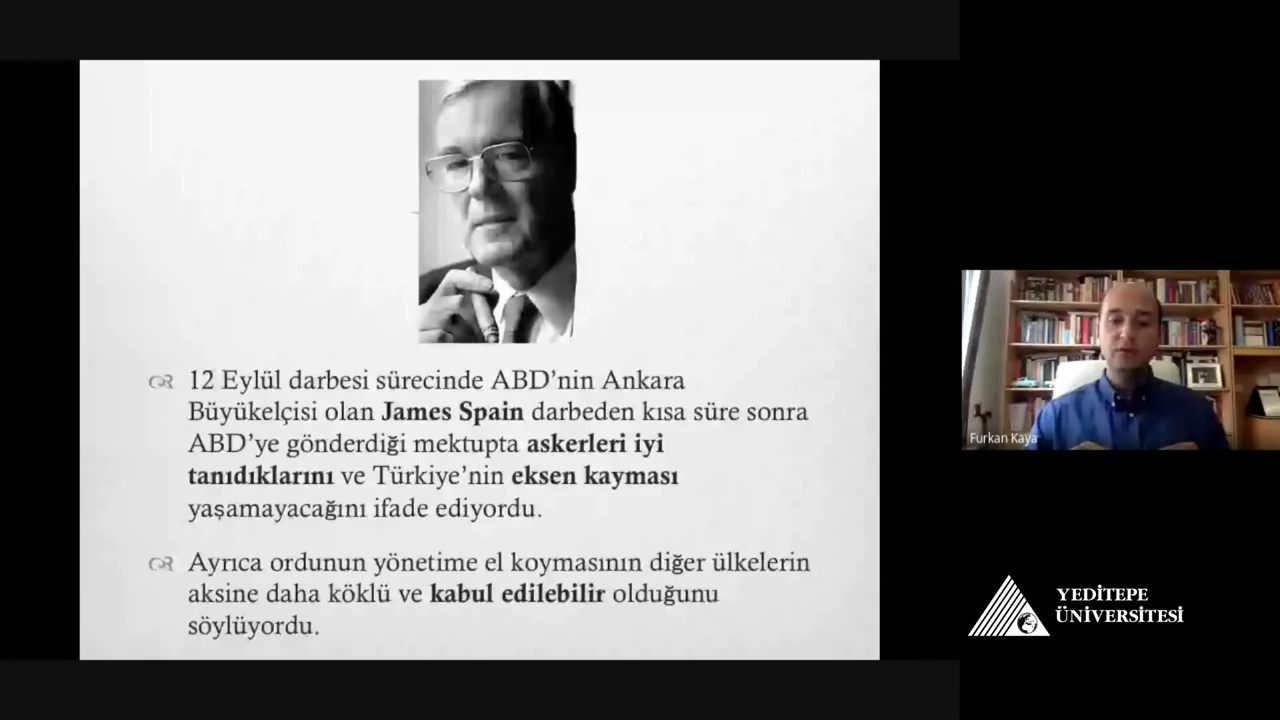 12 Eylül darbesi sürecinde ABD’nin Ankara
Büyükelçisi olan James Spain darbeden kısa süre sonra
ABD’ye gönderdiği mektupta askerleri iyi
tanıdıklarını ve Türkiye’nin eksen kayması
yaşamayacağını ifade ediyordu.
Ayrıca ordunun yönetime el koymasının diğer ülkelerin
aksine daha köklü ve kabul edilebilir olduğunu
söylüyordu.
Furkan Kaya
YEDİTEPE
ÜNİVERSİTESİ